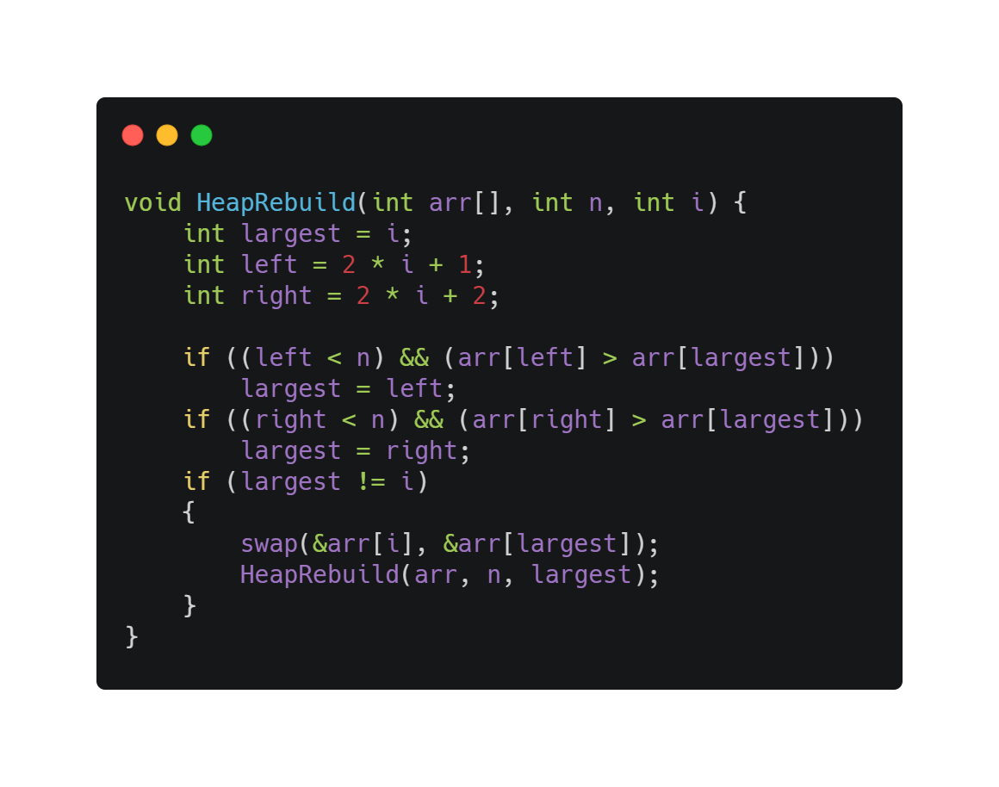 void HeapRebuild(int arr[], int n, int i) {
    int largest = i;
    int left = 2 * i + 1;
    int right = 2 * i + 2;

    if ((left < n) && (arr[left] > arr[largest]))
        largest = left;
    if ((right < n) && (arr[right] > arr[largest]))
        largest = right;
    if (largest != i)
    {
        swap(&arr[i], &arr[largest]);
        HeapRebuild(arr, n, largest);
    }
}